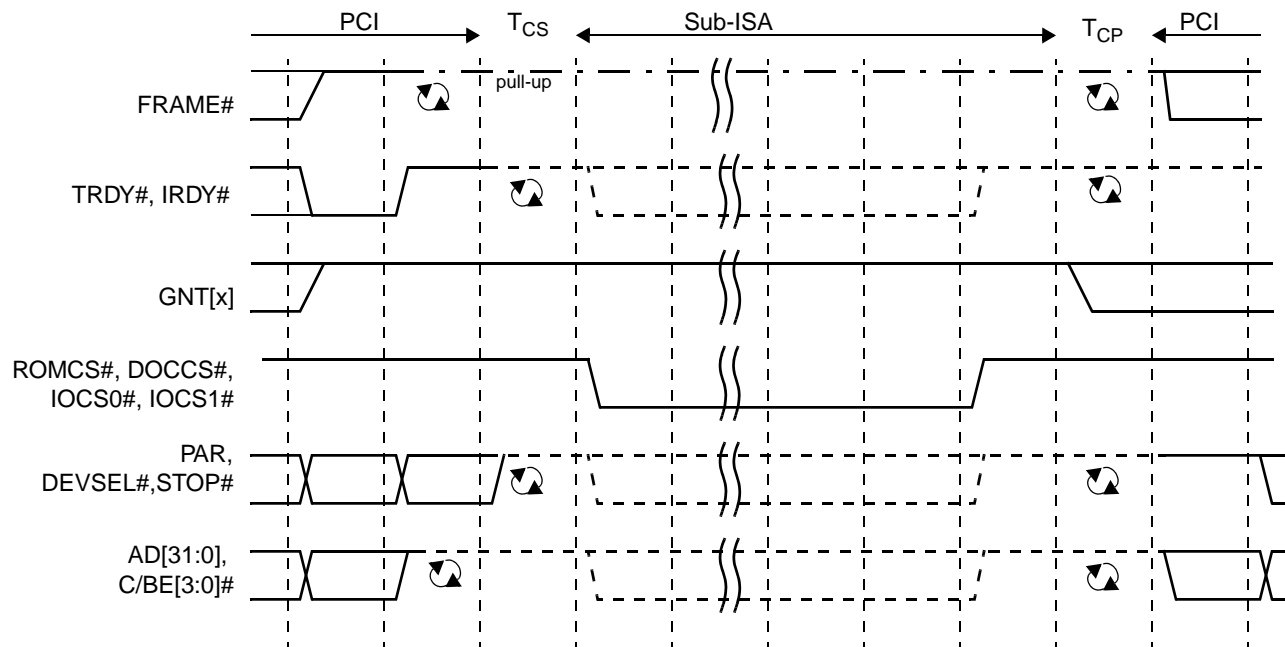 PCI TCS Sub-ISA TCP PCI
pull-up
FRAME#
TRDY#, IRDY#
GNT[x]
ROMCS#, DOCCS#,
IOCS0#, IOCS1#
PAR,
DEVSEL#,STOP#
AD[31:0],
C/BE[3:0]#